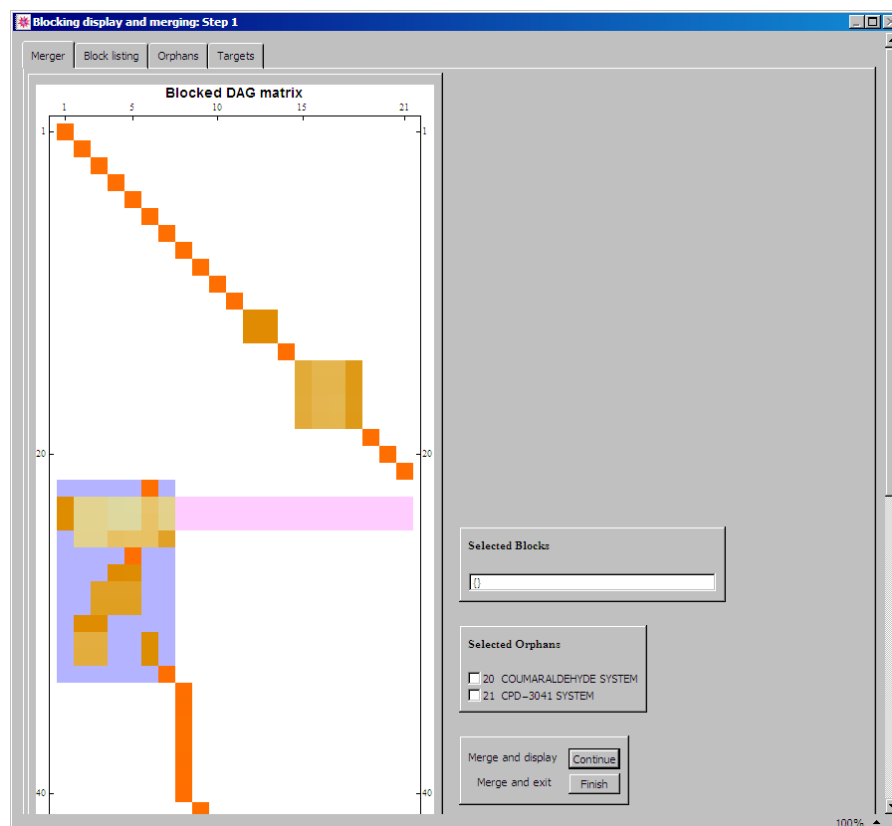 Blocking display and merging: Step 1
Merger Block listing Orphans Targets
Blocked DAG matrix
1 5 10 15 21
1 1
20 20
40 40
Selected Blocks
{}
Selected Orphans
20 COUMARALDEHYDE SYSTEM
21 CPD-3041 SYSTEM
Merge and display Continue
Merge and exit Finish
100%